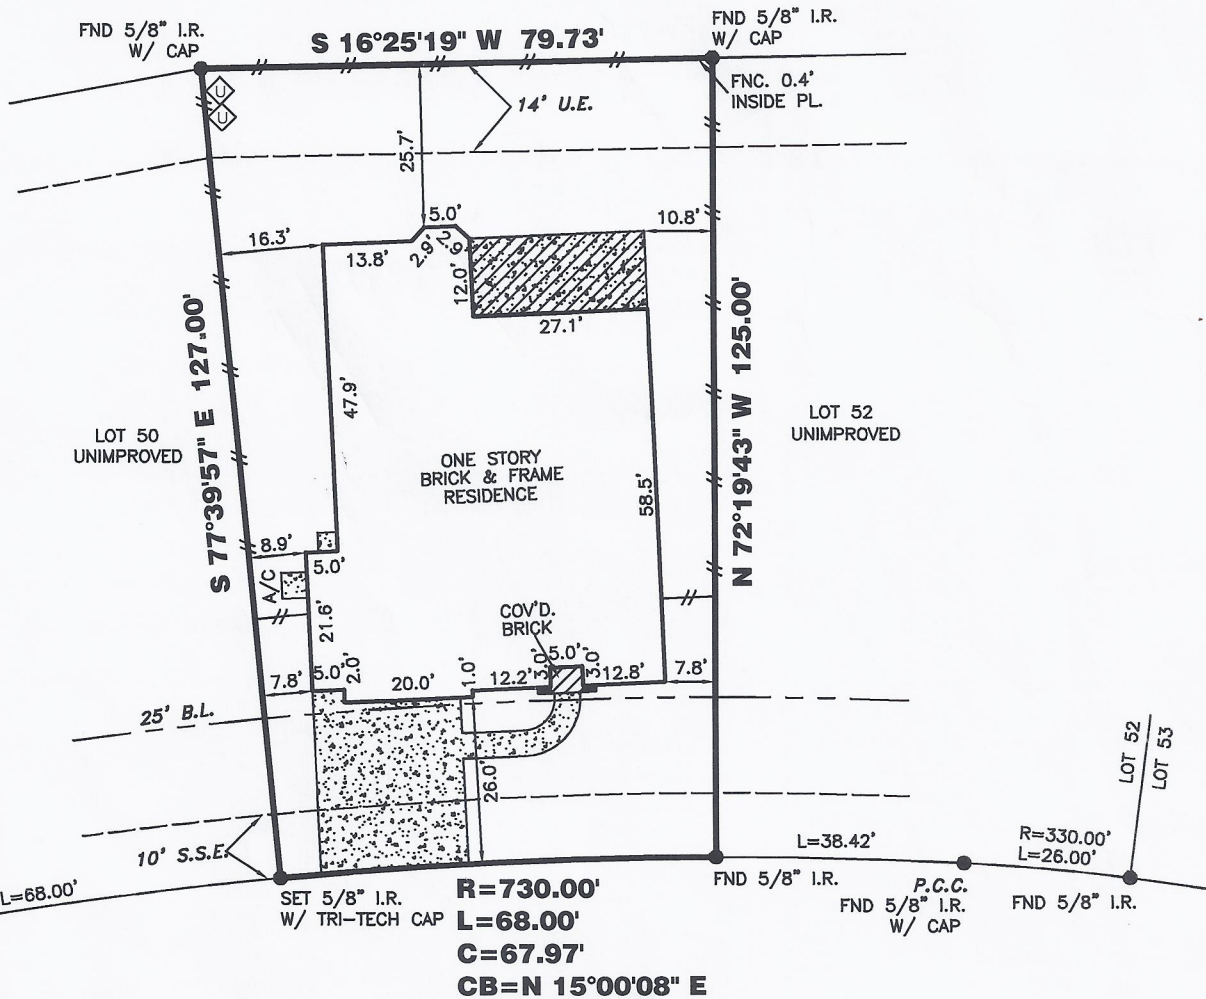 FND 5/8" I.R.
W/ CAP
S 16°25'19" W 79.73'
FND 5/8" I.R.
W/ CAP
FNC. 0.4'
INSIDE PL.
U
U
14' U.E.
25.7'
5.0'
10.8'
16.3'
13.8'
2.9'
2.9'
12.0'
27.1'
S 77°39'57" E 127.00'
N 72°19'43" W 125.00'
47.9'
LOT 50
UNIMPROVED
LOT 52
UNIMPROVED
ONE STORY
BRICK & FRAME
RESIDENCE
58.5'
8.9'
5.0'
A/C
21.6'
COV'D.
BRICK
5.0'
3.0'
3.0'
7.8'
5.0'
2.0'
20.0'
1.0'
12.2'
12.8'
7.8'
25' B.L.
26.0'
LOT 52
LOT 53
10' S.S.E.
L=38.42'
R=330.00'
L=26.00'
L=68.00'
SET 5/8" I.R.
W/ TRI-TECH CAP
R=730.00'
L=68.00'
C=67.97'
CB=N 15°00'08" E
FND 5/8" I.R.
P.C.C.
FND 5/8" I.R.
W/ CAP
FND 5/8" I.R.